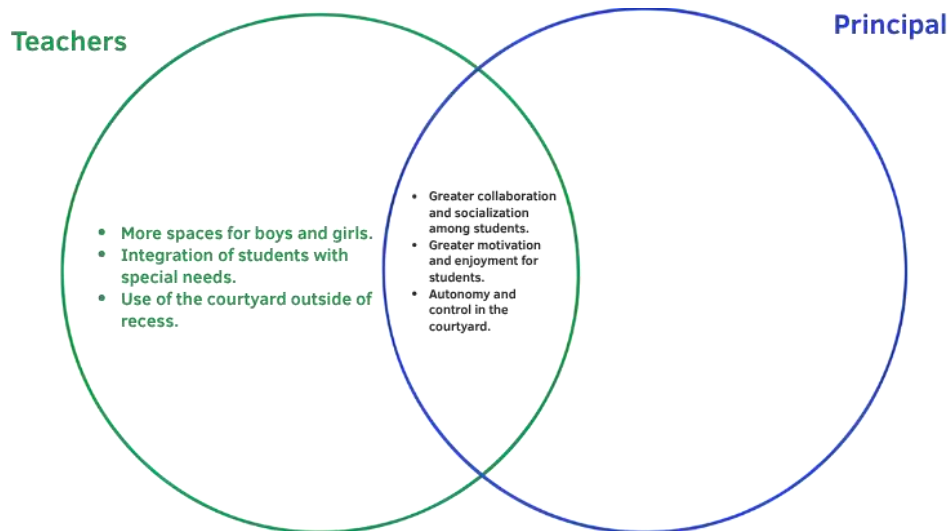 Teachers
Principal
• More spaces for boys and girls.
• Integration of students with
special needs.
• Use of the courtyard outside of
recess.
• Greater collaboration
and socialization
among students.
• Greater motivation
and enjoyment for
students.
• Autonomy and
control in the
courtyard.